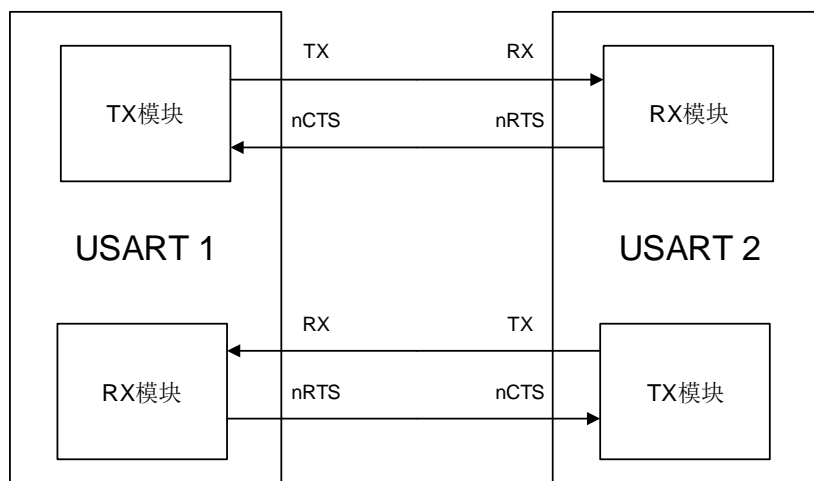 TX RX
TX模块 RX模块
nCTS nRTS
USART 1 USART 2
RX TX
RX模块 TX模块
nRTS nCTS